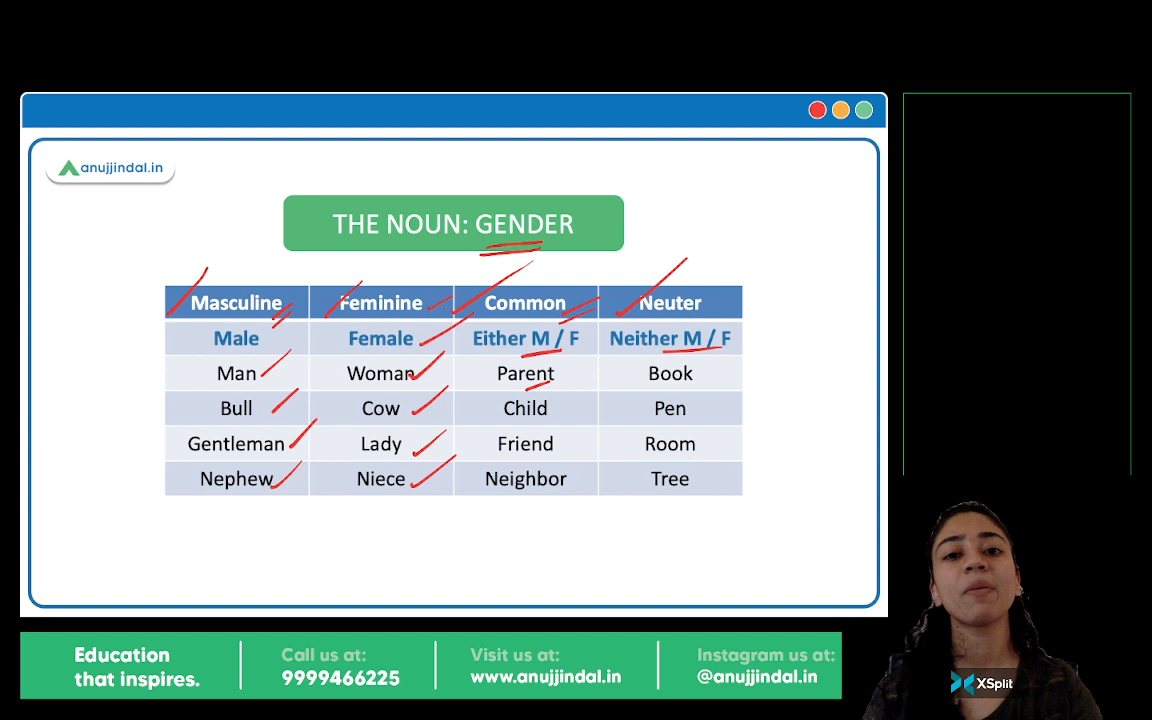 anujjindal.in
THE NOUN: GENDER
Masculine Feminine Common Neuter
Male Female Either M / F Neither M / F
Man Woman Parent Book
Bull Cow Child Pen
Gentleman Lady Friend Room
Nephew Niece Neighbor Tree
Education
that inspires.
Call us at:
9999466225
Visit us at:
www.anujjindal.in
Instagram us at:
@anujjindal.in
XSplit